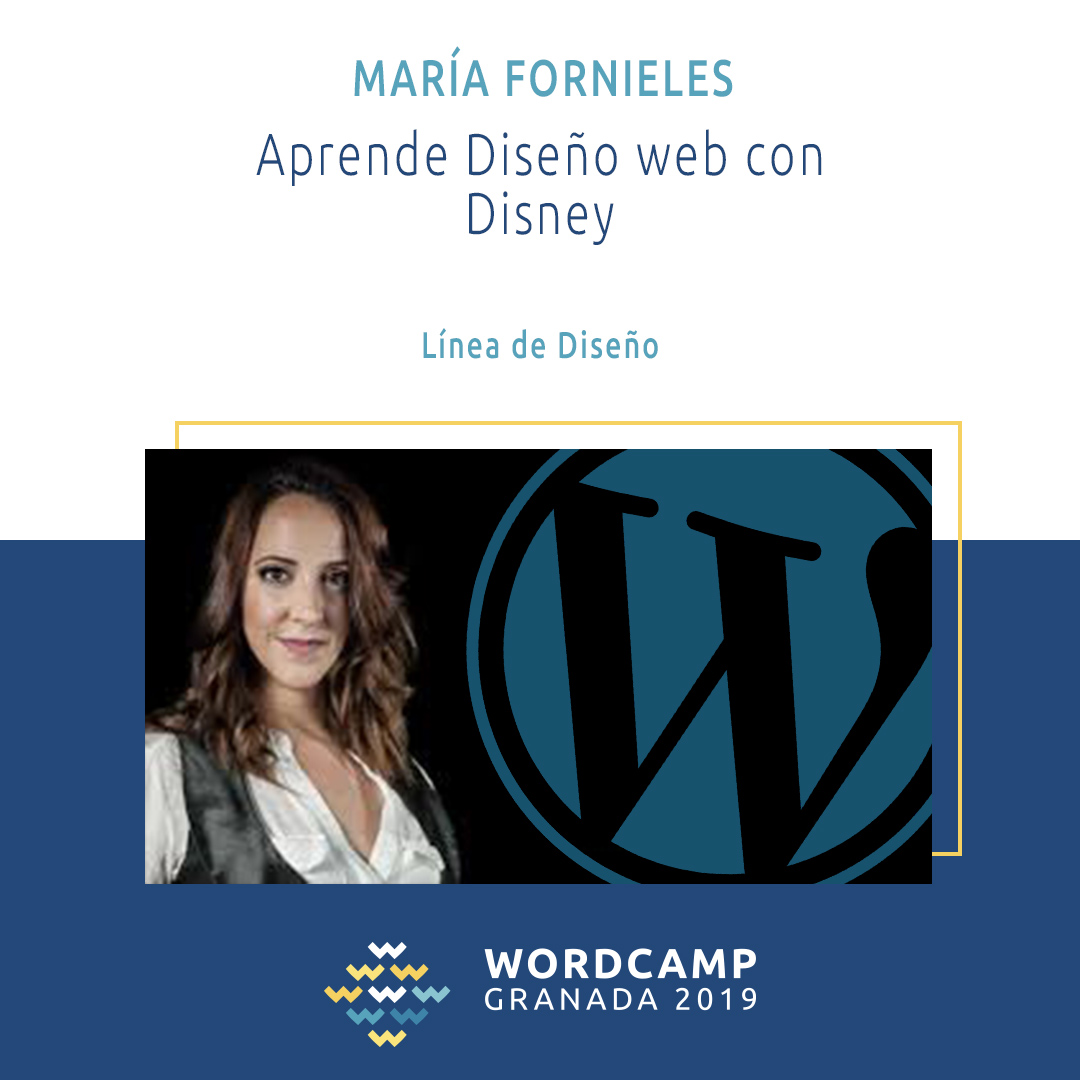 MARÍA FORNIELES
Aprende Diseño web con
Disney
Línea de Diseño
WORDCAMP
GRANADA 2019